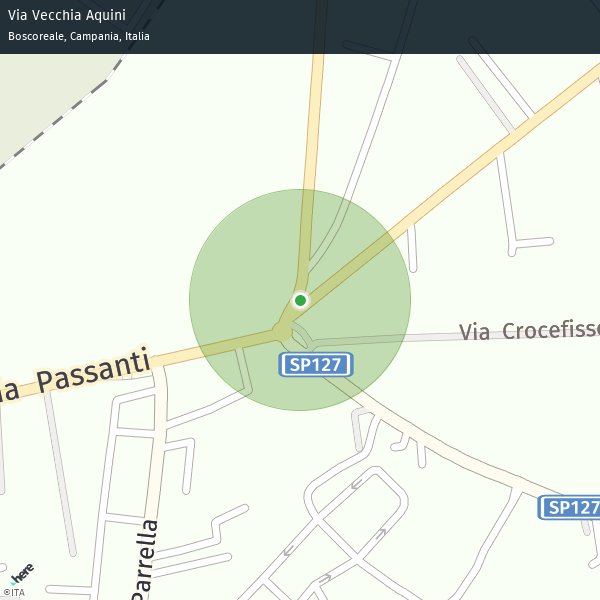 Via Vecchia Aquini
Boscoreale, Campania, Italia
Via Crocefisso
ia Passanti
SP127
SP127
Parrella
here
©ITA